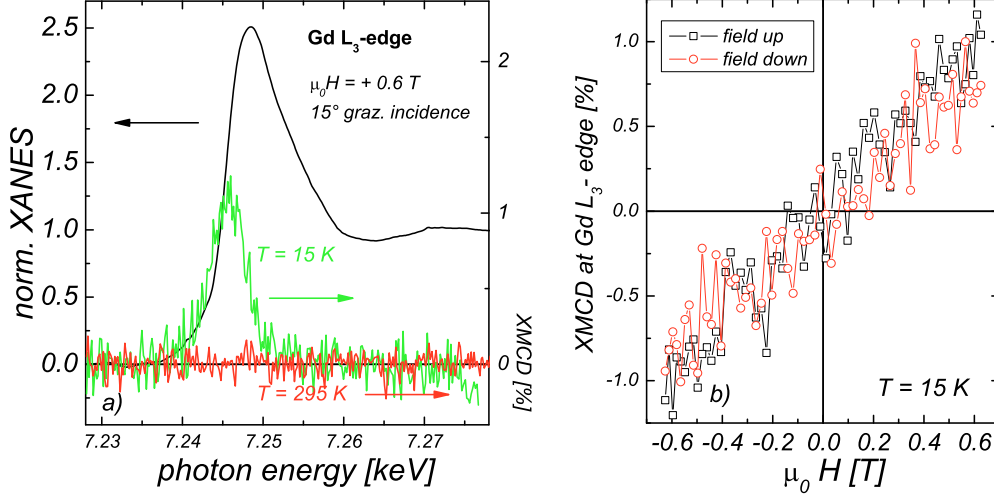 2.5
2.0
1.5
1.0
0.5
0.0
norm. XANES
Gd L3-edge
μ0H = + 0.6 T
15° graz. incidence
T = 15 K
T = 295 K
a)
2
1
0
XMCD [%]
7.23
7.24
7.25
7.26
7.27
photon energy [keV]
field up
field down
1.0
0.5
0.0
-0.5
-1.0
XMCD at Gd L3- edge [%]
b)
T = 15 K
-0.6
-0.4
-0.2
0.0
0.2
0.4
0.6
μ0 H [T]